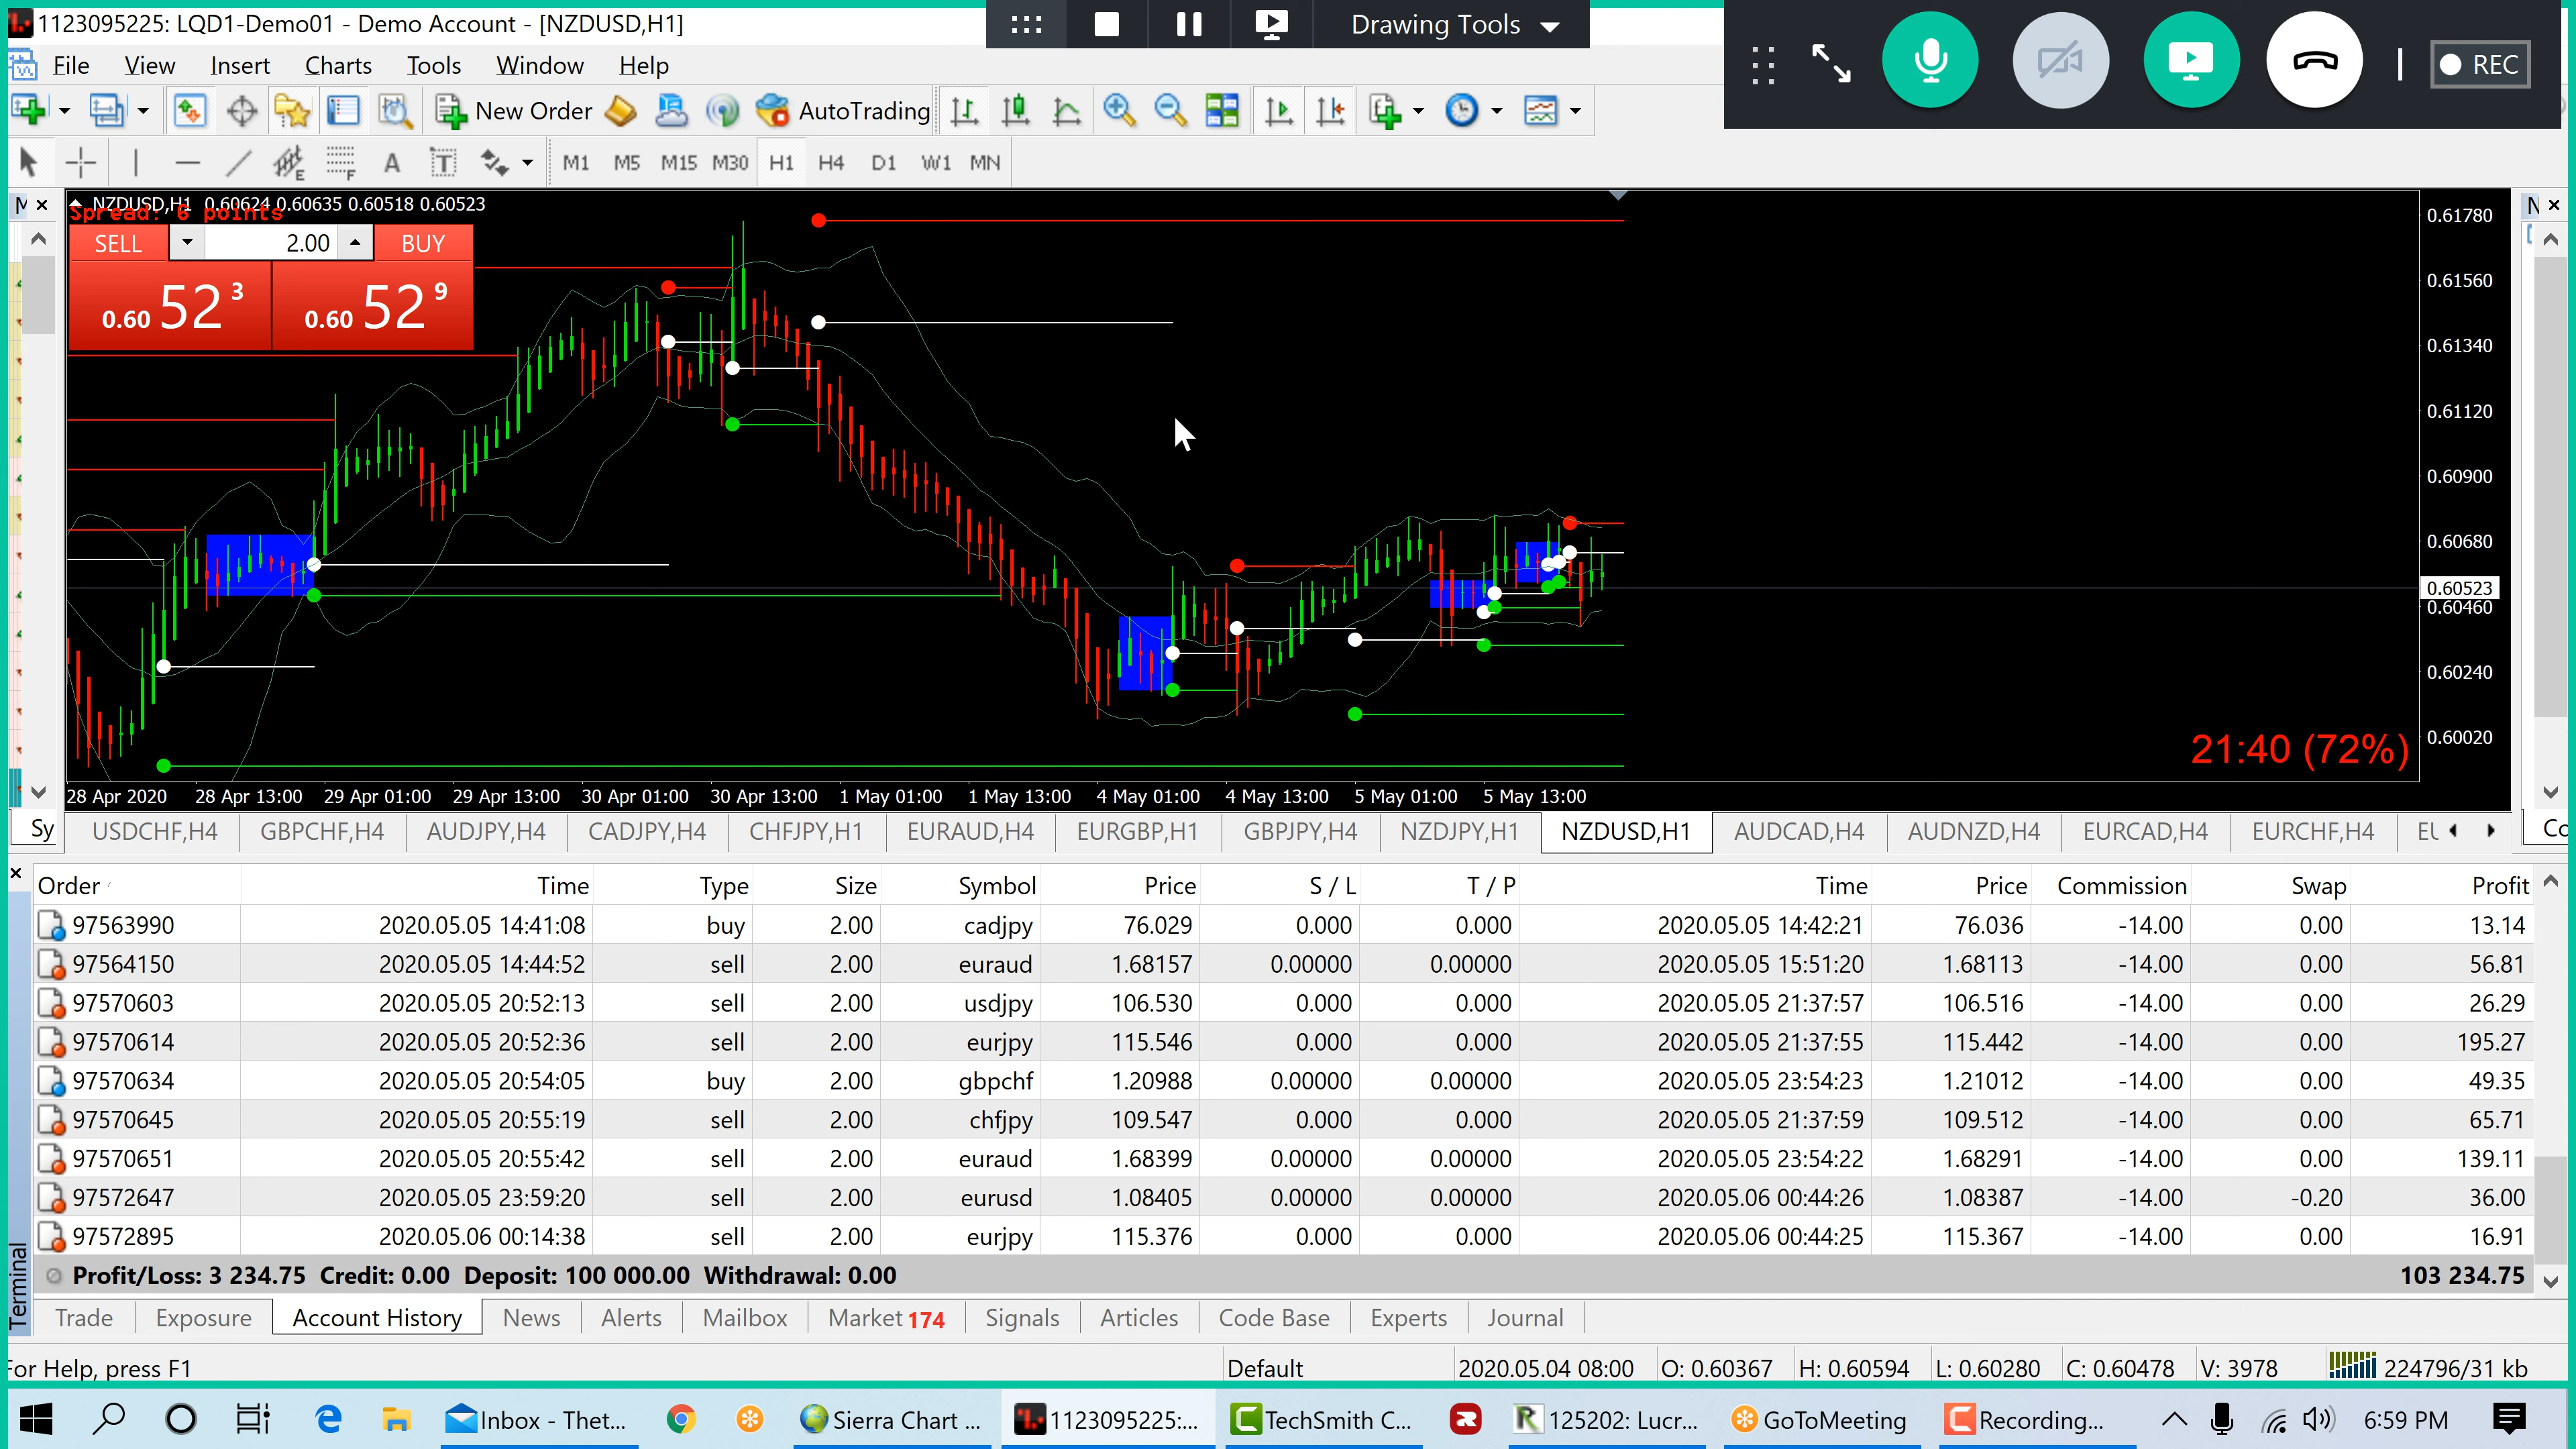 1123095225: LQD1-Demo01 - Demo Account - [NZDUSD,H1]
Drawing Tools
REC
File View Insert Charts Tools Window Help
New Order AutoTrading
E F A T M1 M5 M15 M30 H1 H4 D1 W1 MN
NZDUSD,H1 0.60624 0.60635 0.60518 0.60523
Spread: 6 points
SELL 2.00 BUY
0.60 52 3 0.60 52 9
0.61780
0.61560
0.61340
0.61120
0.60900
0.60680
0.60523
0.60460
0.60240
0.60020
21:40 (72%)
28 Apr 2020 28 Apr 13:00 29 Apr 01:00 29 Apr 13:00 30 Apr 01:00 30 Apr 13:00 1 May 01:00 1 May 13:00 4 May 01:00 4 May 13:00 5 May 01:00 5 May 13:00
Sy USDCHF,H4 GBPCHF,H4 AUDJPY,H4 CADJPY,H4 CHFJPY,H1 EURAUD,H4 EURGBP,H1 GBPJPY,H4 NZDJPY,H1 NZDUSD,H1 AUDCAD,H4 AUDNZD,H4 EURCAD,H4 EURCHF,H4
Order Time Type Size Symbol Price S / L T / P Time Price Commission Swap Profit
97563990 2020.05.05 14:41:08 buy 2.00 cadjpy 76.029 0.000 0.000 2020.05.05 14:42:21 76.036 -14.00 0.00 13.14
97564150 2020.05.05 14:44:52 sell 2.00 euraud 1.68157 0.00000 0.00000 2020.05.05 15:51:20 1.68113 -14.00 0.00 56.81
97570603 2020.05.05 20:52:13 sell 2.00 usdjpy 106.530 0.000 0.000 2020.05.05 21:37:57 106.516 -14.00 0.00 26.29
97570614 2020.05.05 20:52:36 sell 2.00 eurjpy 115.546 0.000 0.000 2020.05.05 21:37:55 115.442 -14.00 0.00 195.27
97570634 2020.05.05 20:54:05 buy 2.00 gbpchf 1.20988 0.00000 0.00000 2020.05.05 23:54:23 1.21012 -14.00 0.00 49.35
97570645 2020.05.05 20:55:19 sell 2.00 chfjpy 109.547 0.000 0.000 2020.05.05 21:37:59 109.512 -14.00 0.00 65.71
97570651 2020.05.05 20:55:42 sell 2.00 euraud 1.68399 0.00000 0.00000 2020.05.05 23:54:22 1.68291 -14.00 0.00 139.11
97572647 2020.05.05 23:59:20 sell 2.00 eurusd 1.08405 0.00000 0.00000 2020.05.06 00:44:26 1.08387 -14.00 -0.20 36.00
97572895 2020.05.06 00:14:38 sell 2.00 eurjpy 115.376 0.000 0.000 2020.05.06 00:44:25 115.367 -14.00 0.00 16.91
Profit/Loss: 3 234.75 Credit: 0.00 Deposit: 100 000.00 Withdrawal: 0.00 103 234.75
Terminal
Trade Exposure Account History News Alerts Mailbox Market 174 Signals Articles Code Base Experts Journal
For Help, press F1 Default 2020.05.04 08:00 O: 0.60367 H: 0.60594 L: 0.60280 C: 0.60478 V: 3978 224796/31 kb
Inbox - Thet... Sierra Chart ... 1123095225:... TechSmith C... 125202: Lucr... GoToMeeting Recording... 6:59 PM